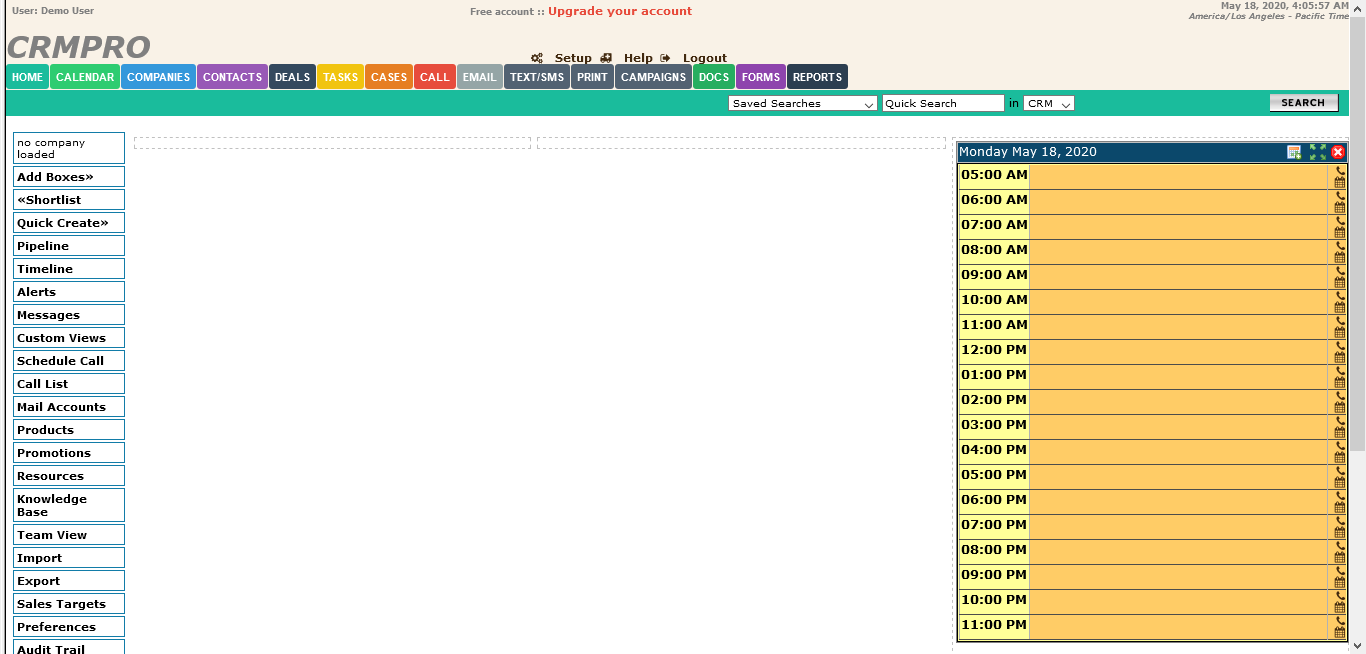 User: Demo User
Free account :: Upgrade your account
May 18, 2020, 4:05:57 AM
America/Los Angeles - Pacific Time
CRMPRO
Setup Help Logout
HOME CALENDAR COMPANIES CONTACTS DEALS TASKS CASES CALL EMAIL TEXT/SMS PRINT CAMPAIGNS DOCS FORMS REPORTS
Saved Searches Quick Search in CRM SEARCH
no company
loaded
Add Boxes»
«Shortlist
Quick Create»
Pipeline
Timeline
Alerts
Messages
Custom Views
Schedule Call
Call List
Mail Accounts
Products
Promotions
Resources
Knowledge
Base
Team View
Import
Export
Sales Targets
Preferences
Audit Trail
Monday May 18, 2020
05:00 AM
06:00 AM
07:00 AM
08:00 AM
09:00 AM
10:00 AM
11:00 AM
12:00 PM
01:00 PM
02:00 PM
03:00 PM
04:00 PM
05:00 PM
06:00 PM
07:00 PM
08:00 PM
09:00 PM
10:00 PM
11:00 PM